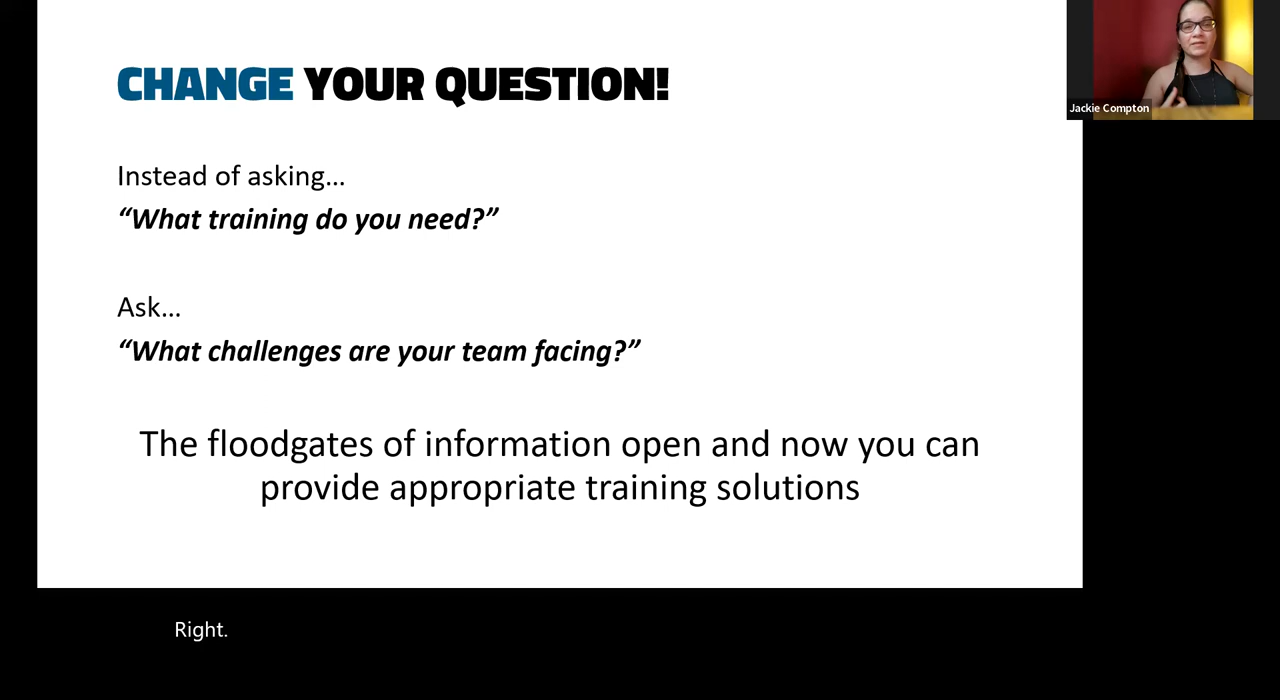 CHANGE YOUR QUESTION!
Jackie Compton
Instead of asking…
“What training do you need?”
Ask…
“What challenges are your team facing?”
The floodgates of information open and now you can
provide appropriate training solutions
Right.